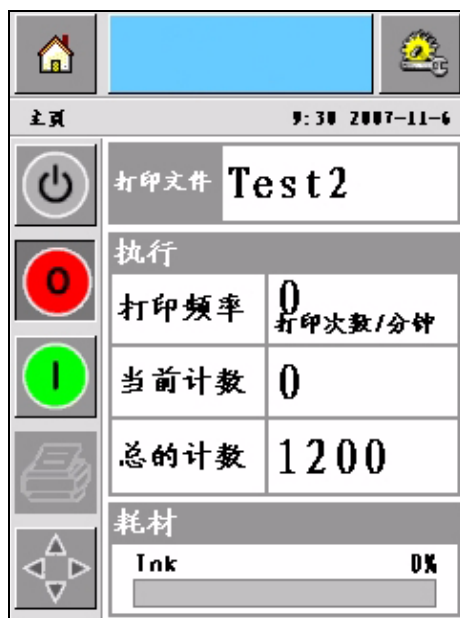 主页
9:30 2007-11-6
打印文件 Test2
0
执行
打印频率 0
打印次数/分钟
I
当前计数 0
总的计数 1200
耗材
Ink 0%